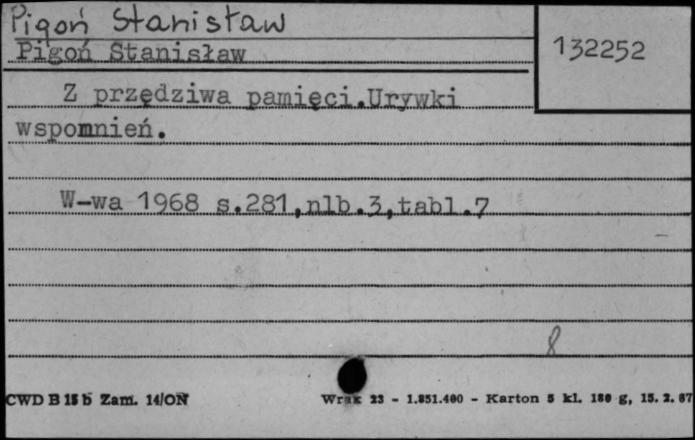 Pigoń Stanisław
132252
Pigoń Stanisław
Z przędziwa pamięci.Urywki
wspomnień.
W-wa 1968 s.281,nlb.3,tabl.7
8
CWD B 15 b Zam. 14/ON
Wrak 23 - 1.851.400 - Karton 5 kl. 180 g, 15. 2. 67